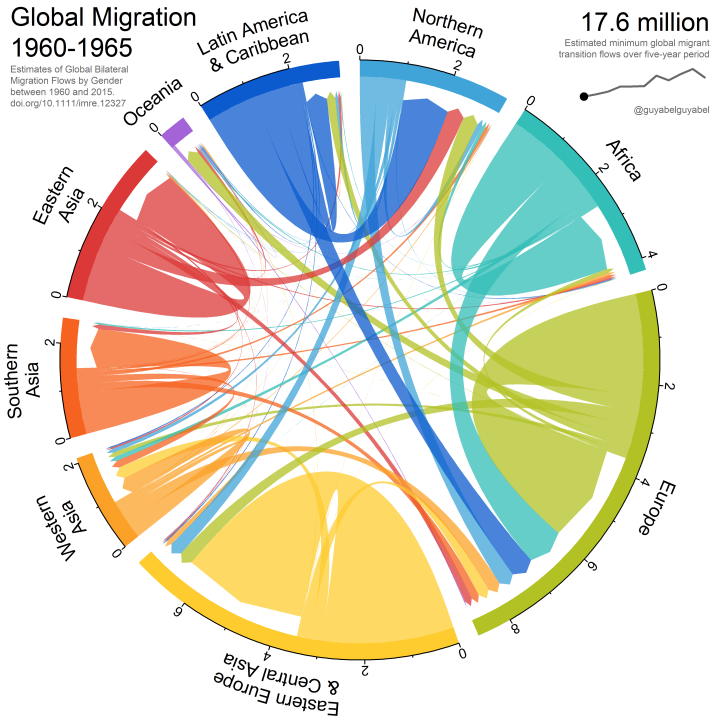 Global Migration
1960-1965
Estimates of Global Bilateral
Migration Flows by Gender
between 1960 and 2015.
doi.org/10.1111/imre.12327
17.6 million
Estimated minimum global migrant
transition flows over five-year period
@guyabelguyabel
Latin America
& Caribbean
0
2
Northern
America
0
2
Africa
0
2
4
Europe
0
2
4
6
8
Eastern Europe
& Central Asia
0
2
4
6
Western
Asia
0
2
Southern
Asia
0
2
Eastern
Asia
0
2
Oceania
0